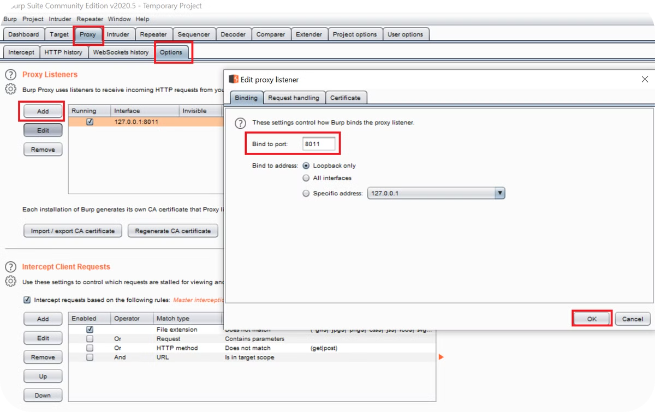 Burp Suite Community Edition v2020.5 - Temporary Project
Burp Project Intruder Repeater Window Help
Dashboard Target Proxy Intruder Repeater Sequencer Decoder Comparer Extender Project options User options
Intercept HTTP history WebSockets history Options
Proxy Listeners
Burp Proxy uses listeners to receive incoming HTTP requests from
Add
Edit
Remove
Running Interface Invisible
127.0.0.1:8011
Each installation of Burp generates its own CA certificate that Proxy
Import / export CA certificate Regenerate CA certificate
Edit proxy listener
Binding Request handling Certificate
These settings control how Burp binds the proxy listener.
Bind to port: 8011
Bind to address: Loopback only
All interfaces
Specific address: 127.0.0.1
OK Cancel
Intercept Client Requests
Use these settings to control which requests are stalled for viewing and
Intercept requests based on the following rules: Master
Add
Edit
Remove
Up
Down
Enabled Operator Match type
File extension Does not match
Or Request Contains parameters
Or HTTP method Does not match (get|post)
And URL Is in target scope